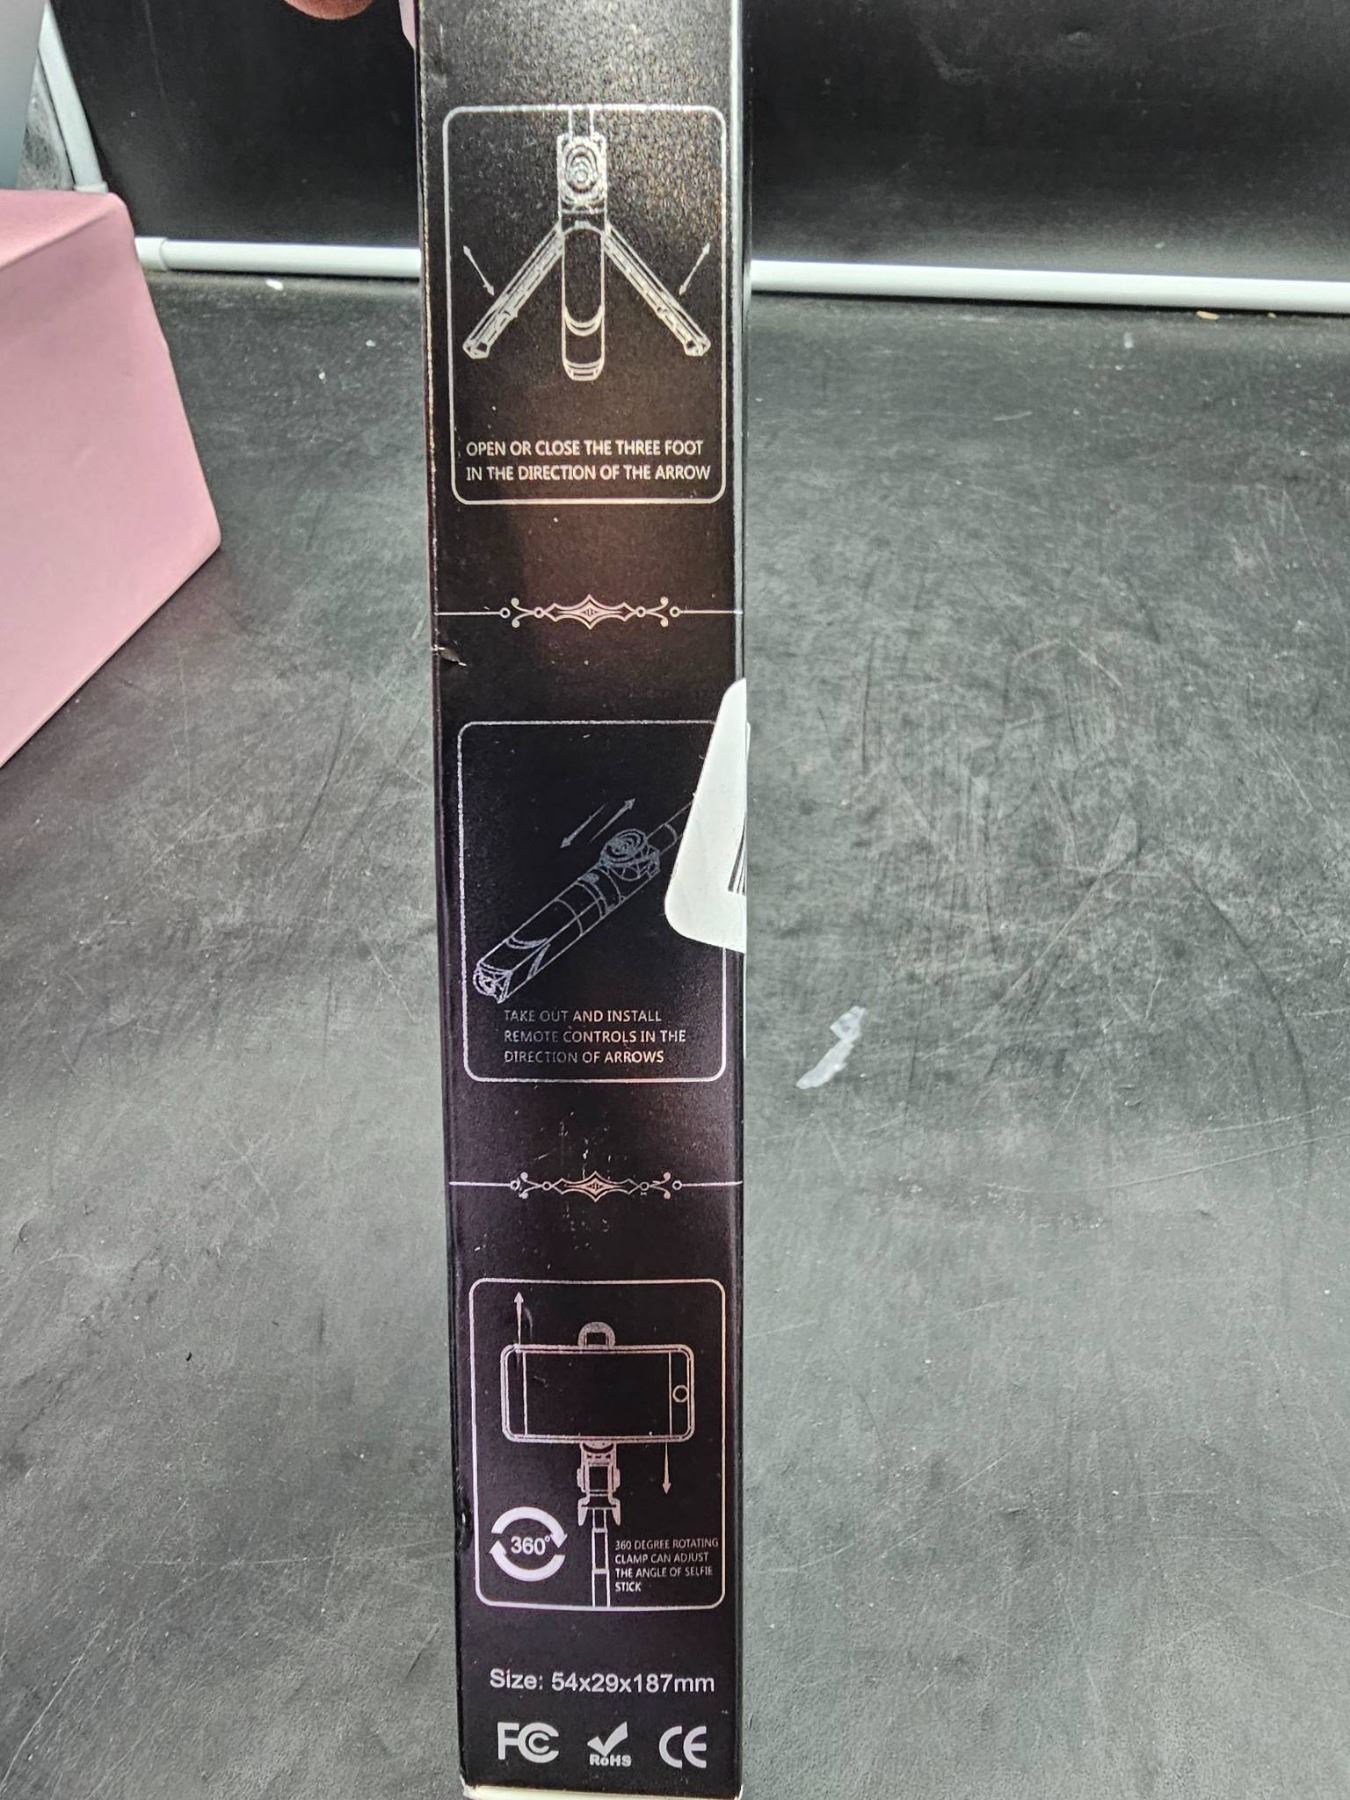 OPEN OR CLOSE THE THREE FOOT
IN THE DIRECTION OF THE ARROW
TAKE OUT AND INSTALL
REMOTE CONTROLS IN THE
DIRECTION OF ARROWS
360°
360 DEGREE ROTATING
CLAMP CAN ADJUST
THE ANGLE OF SELFIE
STICK
Size: 54x29x187mm
FC RoHS CE